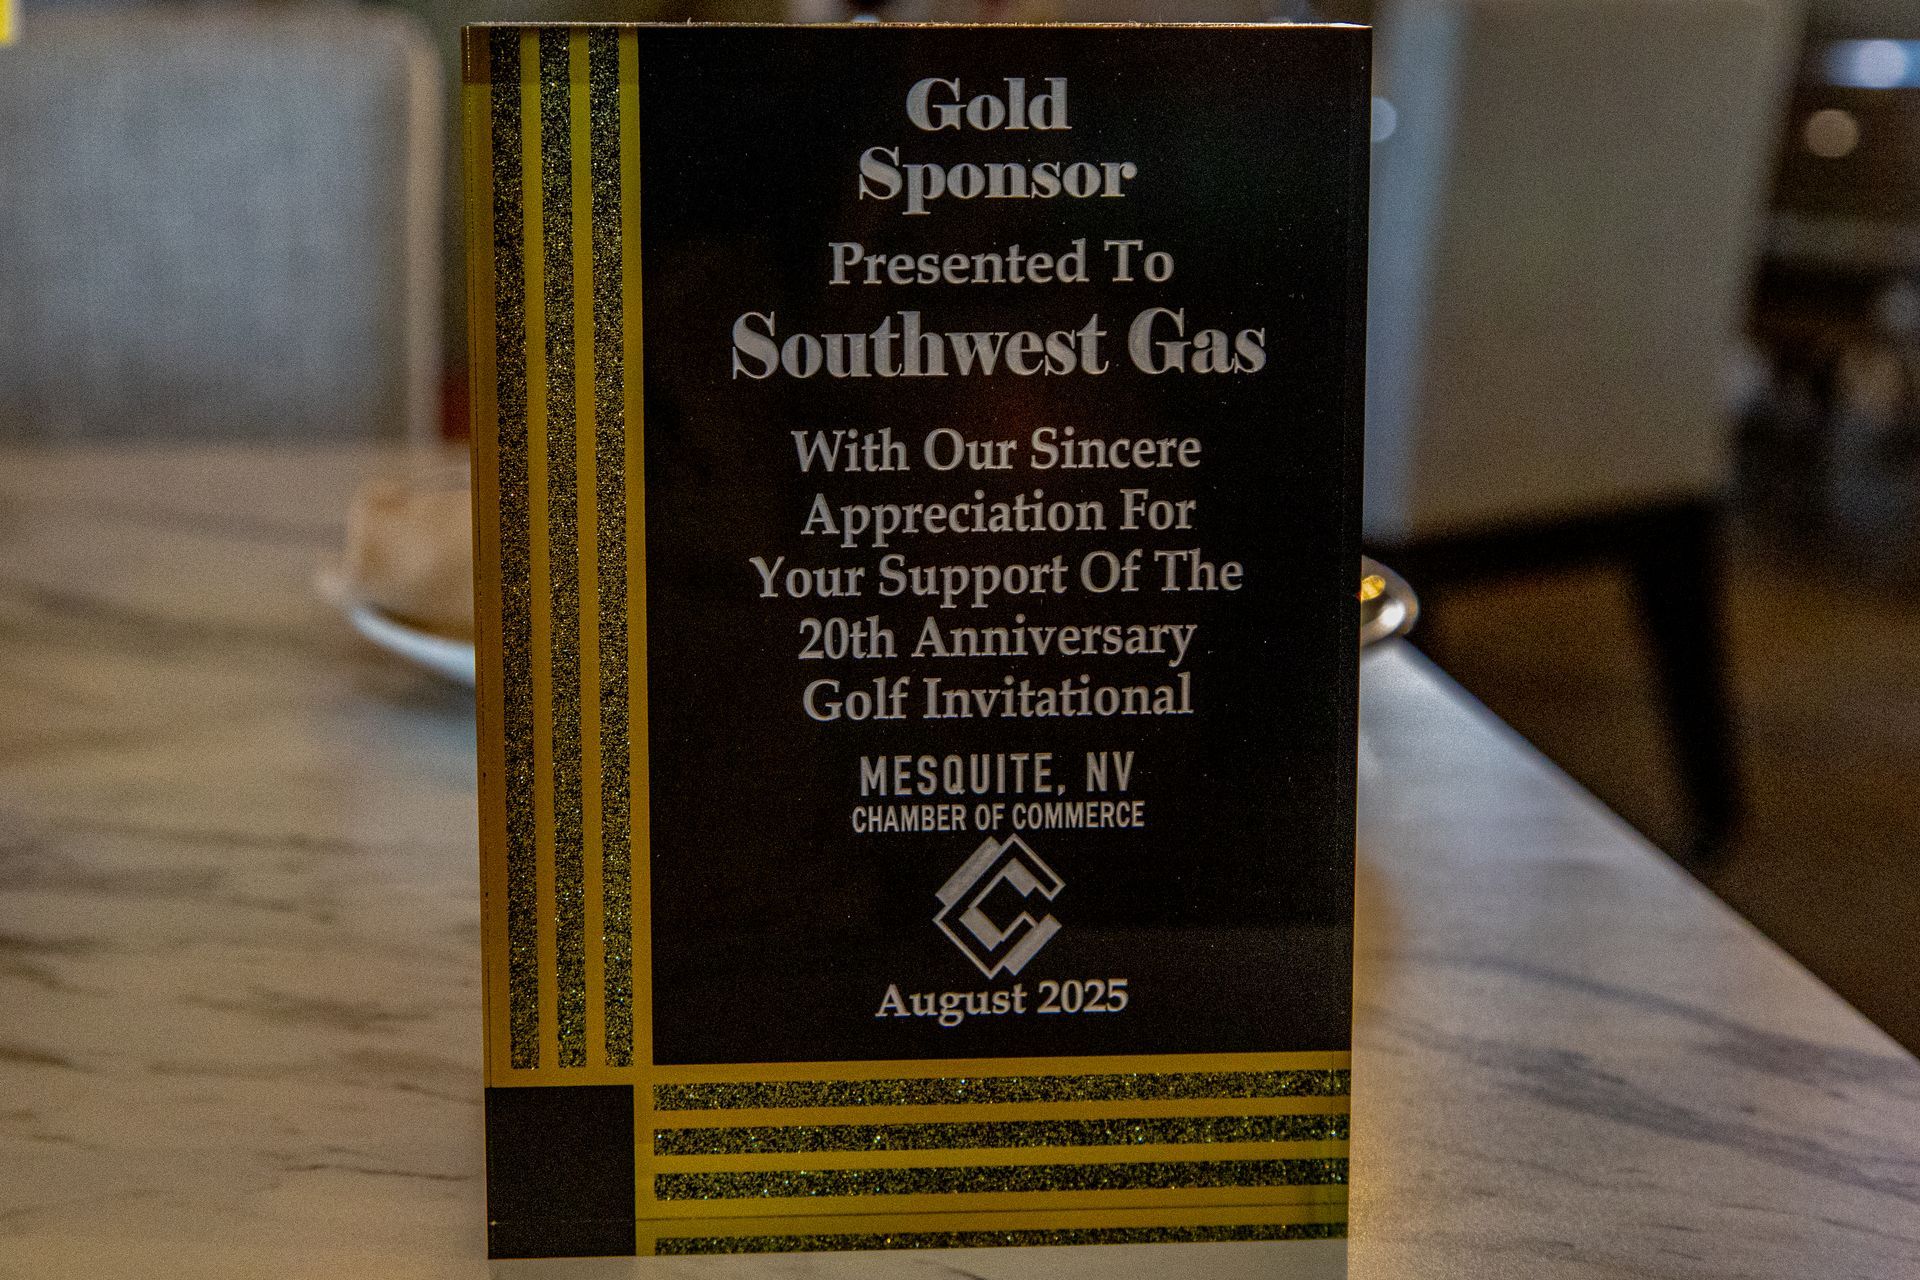 Gold
Sponsor
Presented To
Southwest Gas
With Our Sincere
Appreciation For
Your Support Of The
20th Anniversary
Golf Invitational
MESQUITE, NV
CHAMBER OF COMMERCE
August 2025